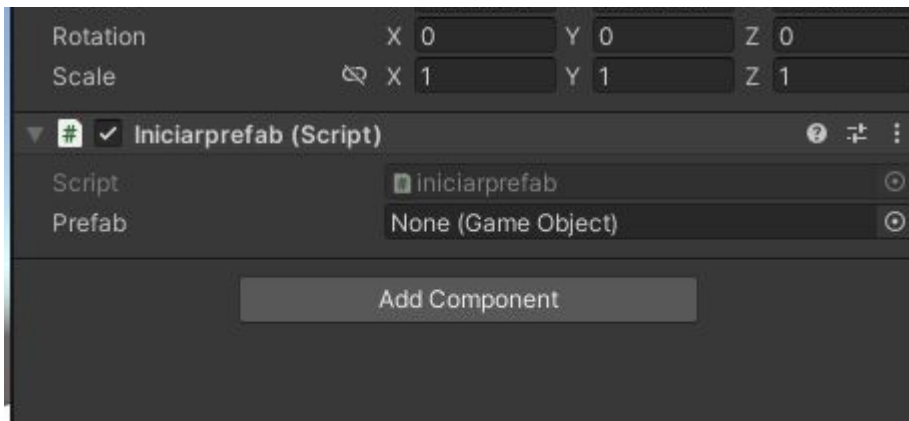 Rotation X 0 Y 0 Z 0
Scale X 1 Y 1 Z 1
# Iniciarprefab (Script)
Script # iniciarprefab
Prefab None (Game Object)
Add Component